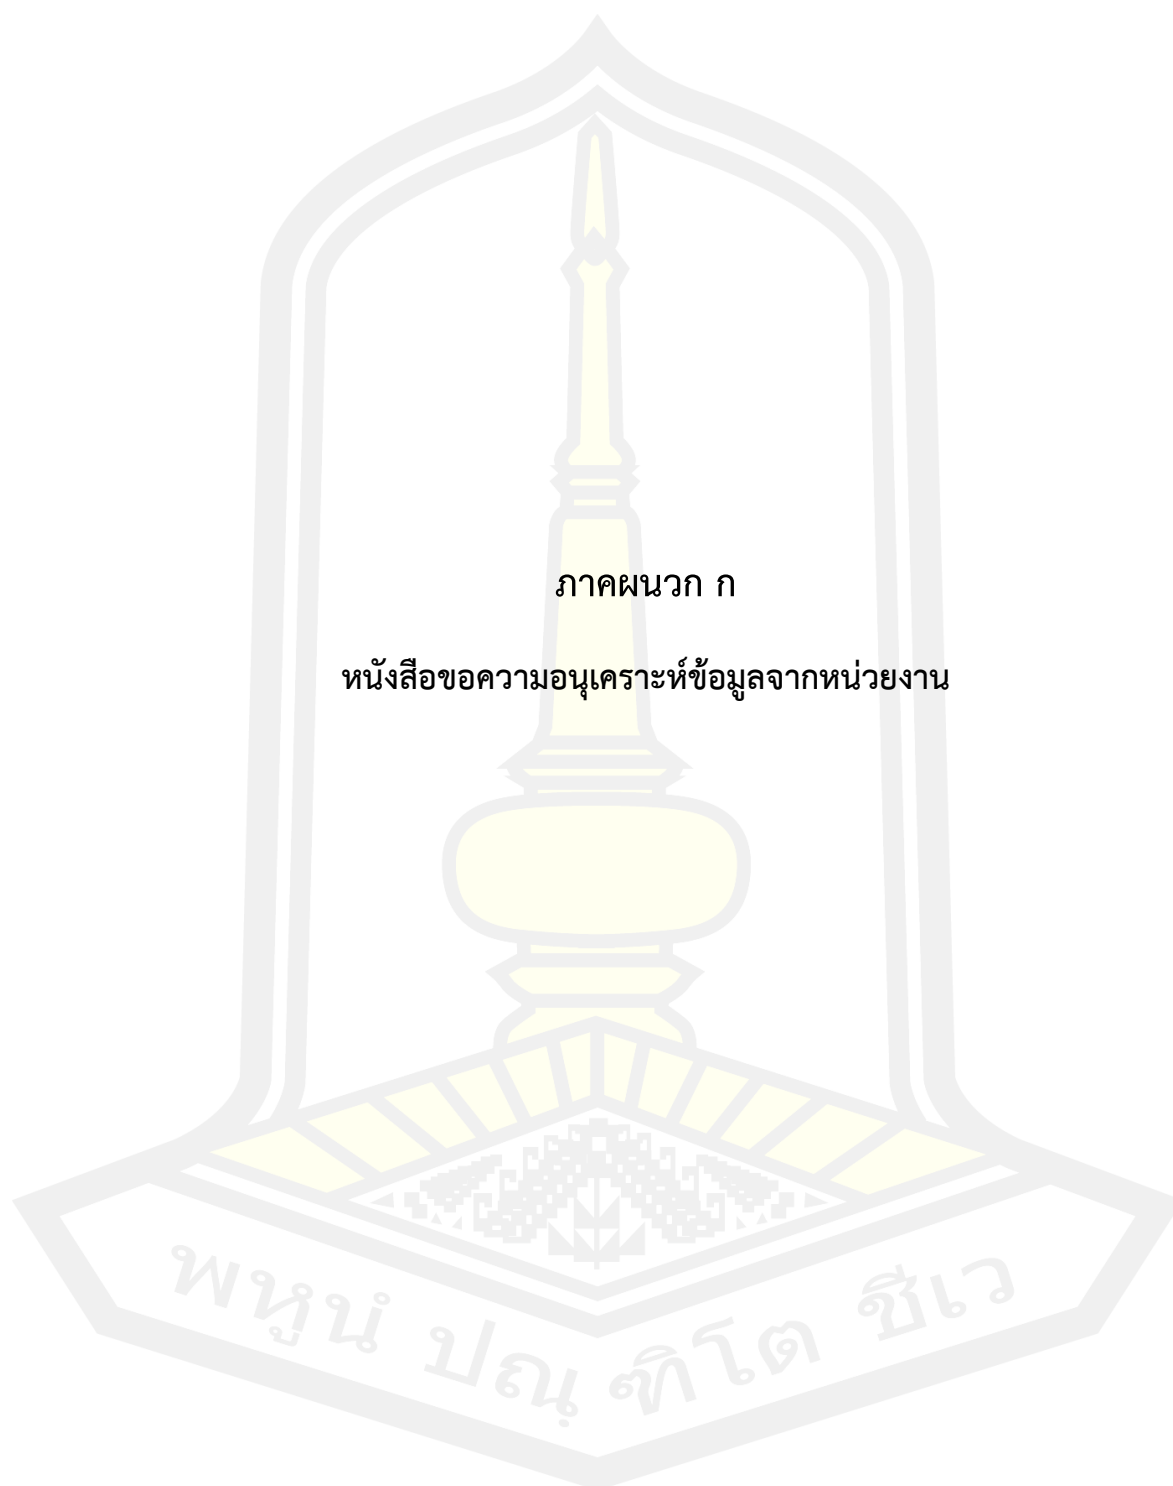 ภาคผนวก ก
หนังสือขอความอนุเคราะห์ข้อมูลจากหน่วยงาน
พหูนํ ปณฺฑิโต ชีเว